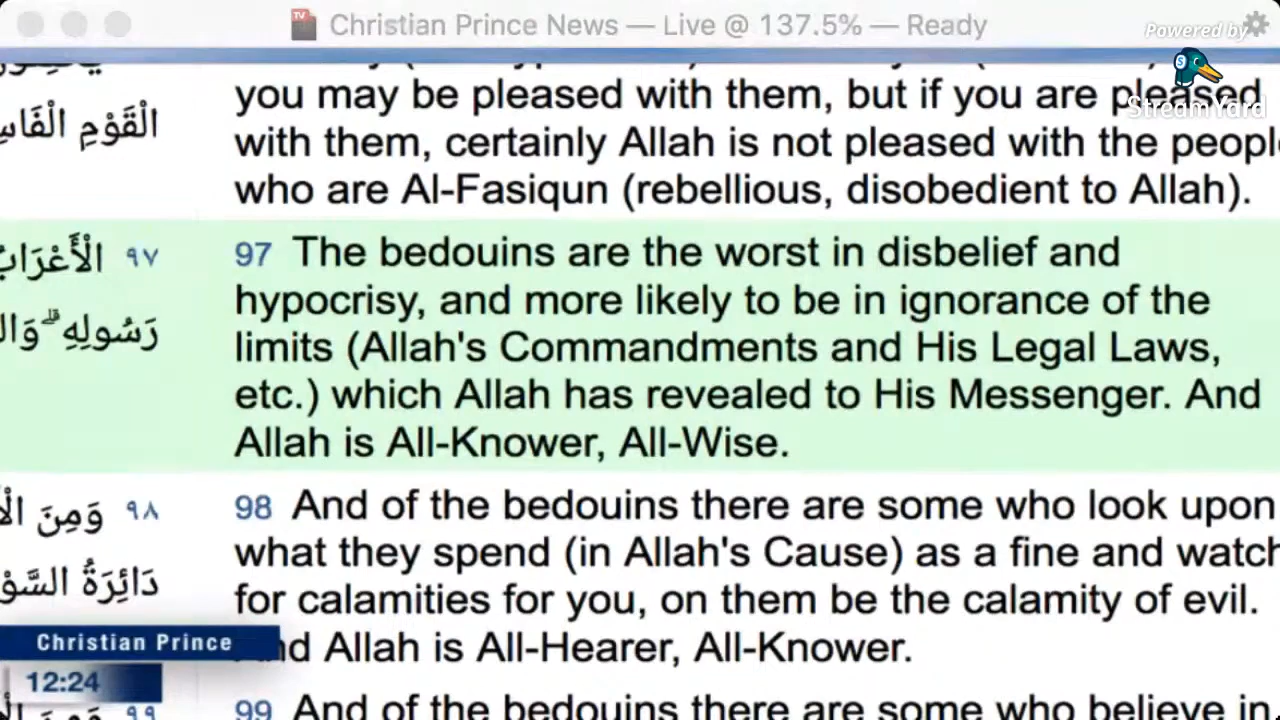 Christian Prince News — Live @ 137.5% — Ready
Powered by
StreamYard
you may be pleased with them, but if you are pleased
with them, certainly Allah is not pleased with the
who are Al-Fasiqun (rebellious, disobedient to Allah).
الْقَوْمِ
97 The bedouins are the worst in disbelief and
hypocrisy, and more likely to be in ignorance of the
limits (Allah's Commandments and His Legal Laws,
etc.) which Allah has revealed to His Messenger. And
Allah is All-Knower, All-Wise.
٩٧ الْأَعْرَابُ
رَسُولِهِ ۗ
98 And of the bedouins there are some who look upon
what they spend (in Allah's Cause) as a fine and watch
for calamities for you, on them be the calamity of evil.
And Allah is All-Hearer, All-Knower.
٩٨ وَمِنَ
دَائِرَةُ
99 And of the bedouins there are some who believe in
٩٩
Christian Prince
12:24